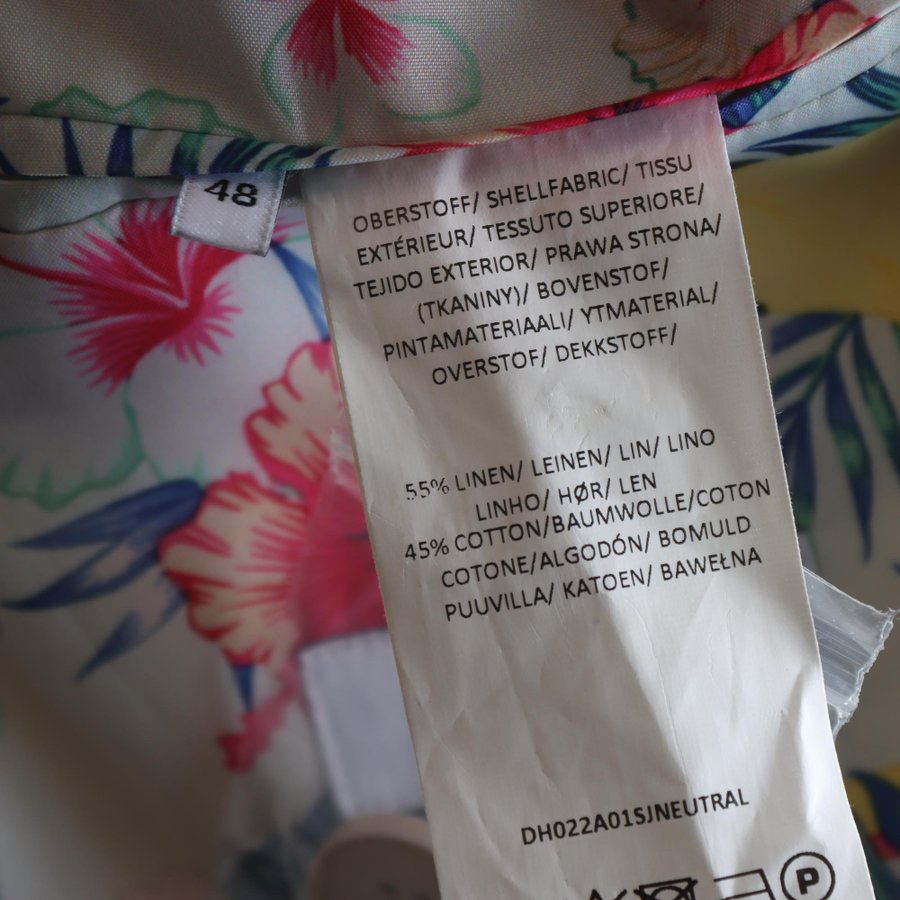 48
OBERSTOFF/ SHELLFABRIC/ TISSU
EXTÉRIEUR/ TESSUTO SUPERIORE/
TEJIDO EXTERIOR/ PRAWA STRONA/
(TKANINY)/ BOVENSTOF/
PINTAMATERIAALI/ YTMATERIAL/
OVERSTOF/ DEKKSTOFF/
55% LINEN/ LEINEN/ LIN/ LINO
LINHO/ HØR/ LEN
45% COTTON/BAUMWOLLE/COTON
COTONE/ALGODÓN/ BOMULD
PUUVILLA/ KATOEN/ BAWEŁNA
DH022A01SJNEUTRAL
P